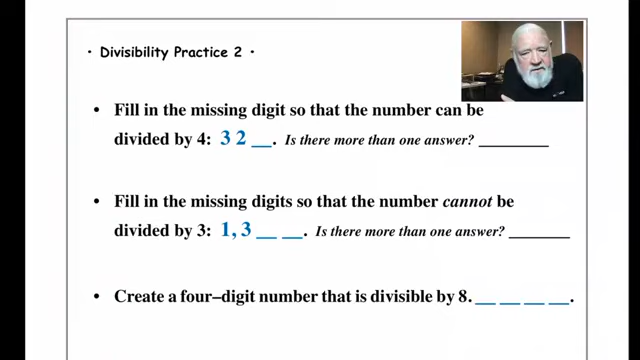 • Divisibility Practice 2 •
• Fill in the missing digit so that the number can be
divided by 4: 3 2 __. Is there more than one answer? ________
• Fill in the missing digits so that the number cannot be
divided by 3: 1, 3 __ __. Is there more than one answer? _______
• Create a four–digit number that is divisible by 8. __ __ __ __.